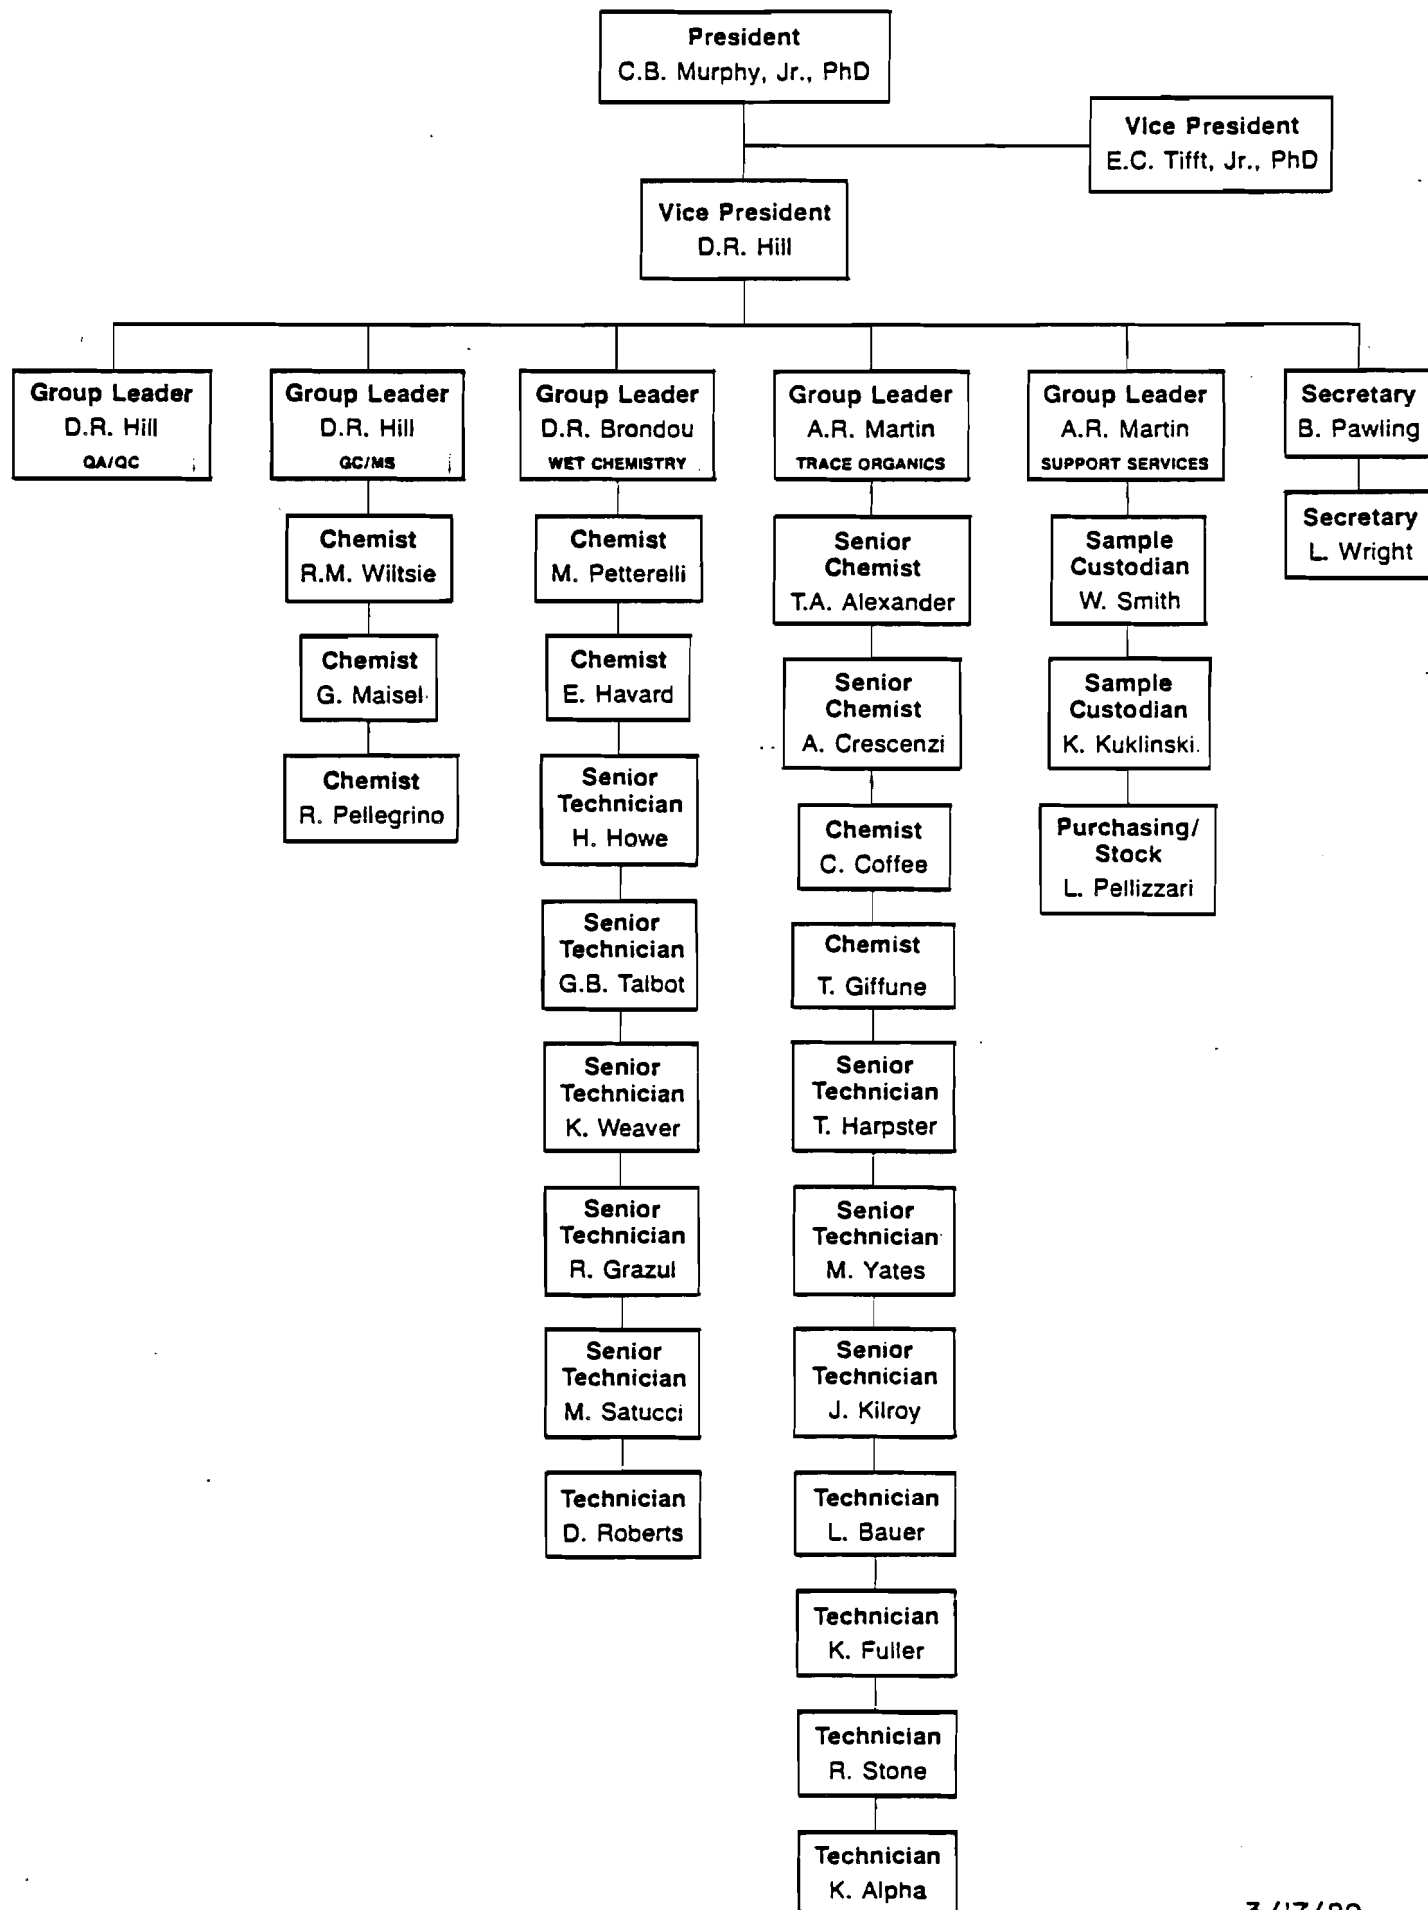 President
C.B. Murphy, Jr., PhD
Vice President
E.C. Tifft, Jr., PhD
Vice President
D.R. Hill
Group Leader
D.R. Hill
QA/QC
Group Leader
D.R. Hill
GC/MS
Chemist
R.M. Wiltsie
Chemist
G. Maisel
Chemist
R. Pellegrino
Group Leader
D.R. Brondou
WET CHEMISTRY
Chemist
M. Petterelli
Chemist
E. Havard
Senior
Technician
H. Howe
Senior
Technician
G.B. Talbot
Senior
Technician
K. Weaver
Senior
Technician
R. Grazul
Senior
Technician
M. Satucci
Technician
D. Roberts
Group Leader
A.R. Martin
TRACE ORGANICS
Senior
Chemist
T.A. Alexander
Senior
Chemist
A. Crescenzi
Chemist
C. Coffee
Chemist
T. Giffune
Senior
Technician
T. Harpster
Senior
Technician
M. Yates
Senior
Technician
J. Kilroy
Technician
L. Bauer
Technician
K. Fuller
Technician
R. Stone
Technician
K. Alpha
Group Leader
A.R. Martin
SUPPORT SERVICES
Sample
Custodian
W. Smith
Sample
Custodian
K. Kuklinski
Purchasing/
Stock
L. Pellizzari
Secretary
B. Pawling
Secretary
L. Wright